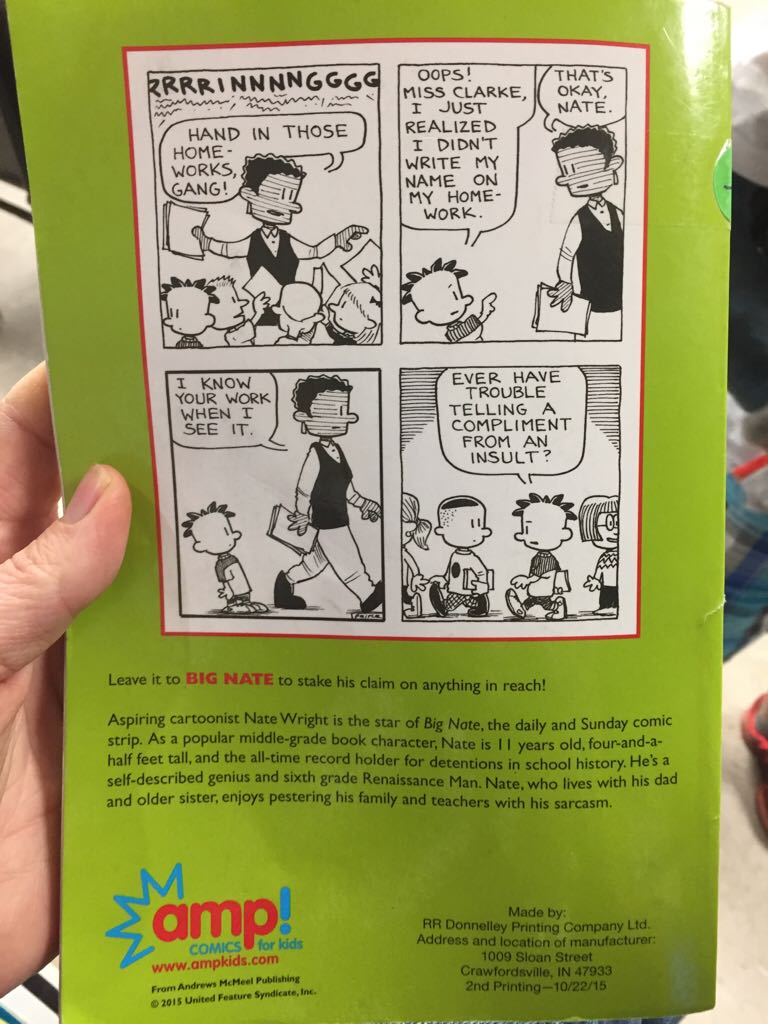 RRRRINNNNGGGG
HAND IN THOSE
HOME-
WORKS,
GANG!
OOPS!
MISS CLARKE,
I JUST
REALIZED
I DIDN'T
WRITE MY
NAME ON
MY HOME-
WORK.
THAT'S
OKAY,
NATE.
I KNOW
YOUR WORK
WHEN I
SEE IT.
EVER HAVE
TROUBLE
TELLING A
COMPLIMENT
FROM AN
INSULT?
PEIRCE
Leave it to BIG NATE to stake his claim on anything in reach!
Aspiring cartoonist Nate Wright is the star of Big Nate, the daily and Sunday comic
strip. As a popular middle-grade book character, Nate is 11 years old, four-and-a-
half feet tall, and the all-time record holder for detentions in school history. He's a
self-described genius and sixth grade Renaissance Man. Nate, who lives with his dad
and older sister, enjoys pestering his family and teachers with his sarcasm.
amp!
COMICS for kids
www.ampkids.com
From Andrews McMeel Publishing
© 2015 United Feature Syndicate, Inc.
Made by:
RR Donnelley Printing Company Ltd.
Address and location of manufacturer:
1009 Sloan Street
Crawfordsville, IN 47933
2nd Printing—10/22/15